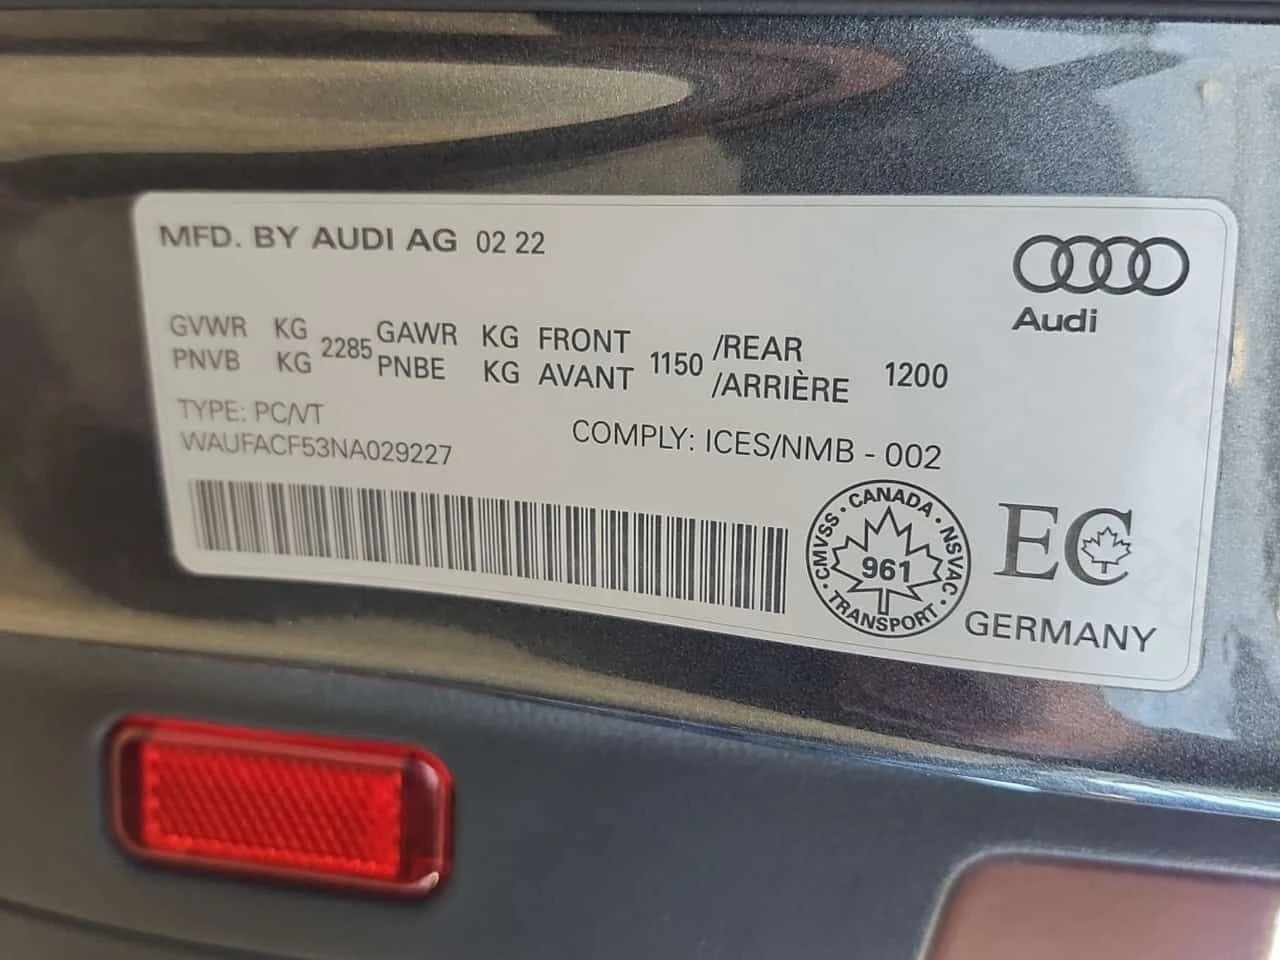 MFD. BY AUDI AG 02 22
Audi
GVWR KG 2285 GAWR KG FRONT 1150 /REAR 1200
PNVB KG PNBE KG AVANT /ARRIÈRE
TYPE: PC/VT
WAUFACF53NA029227
COMPLY: ICES/NMB - 002
CANADA · NSVAC · TRANSPORT · CMVSS ·
961
EC
GERMANY